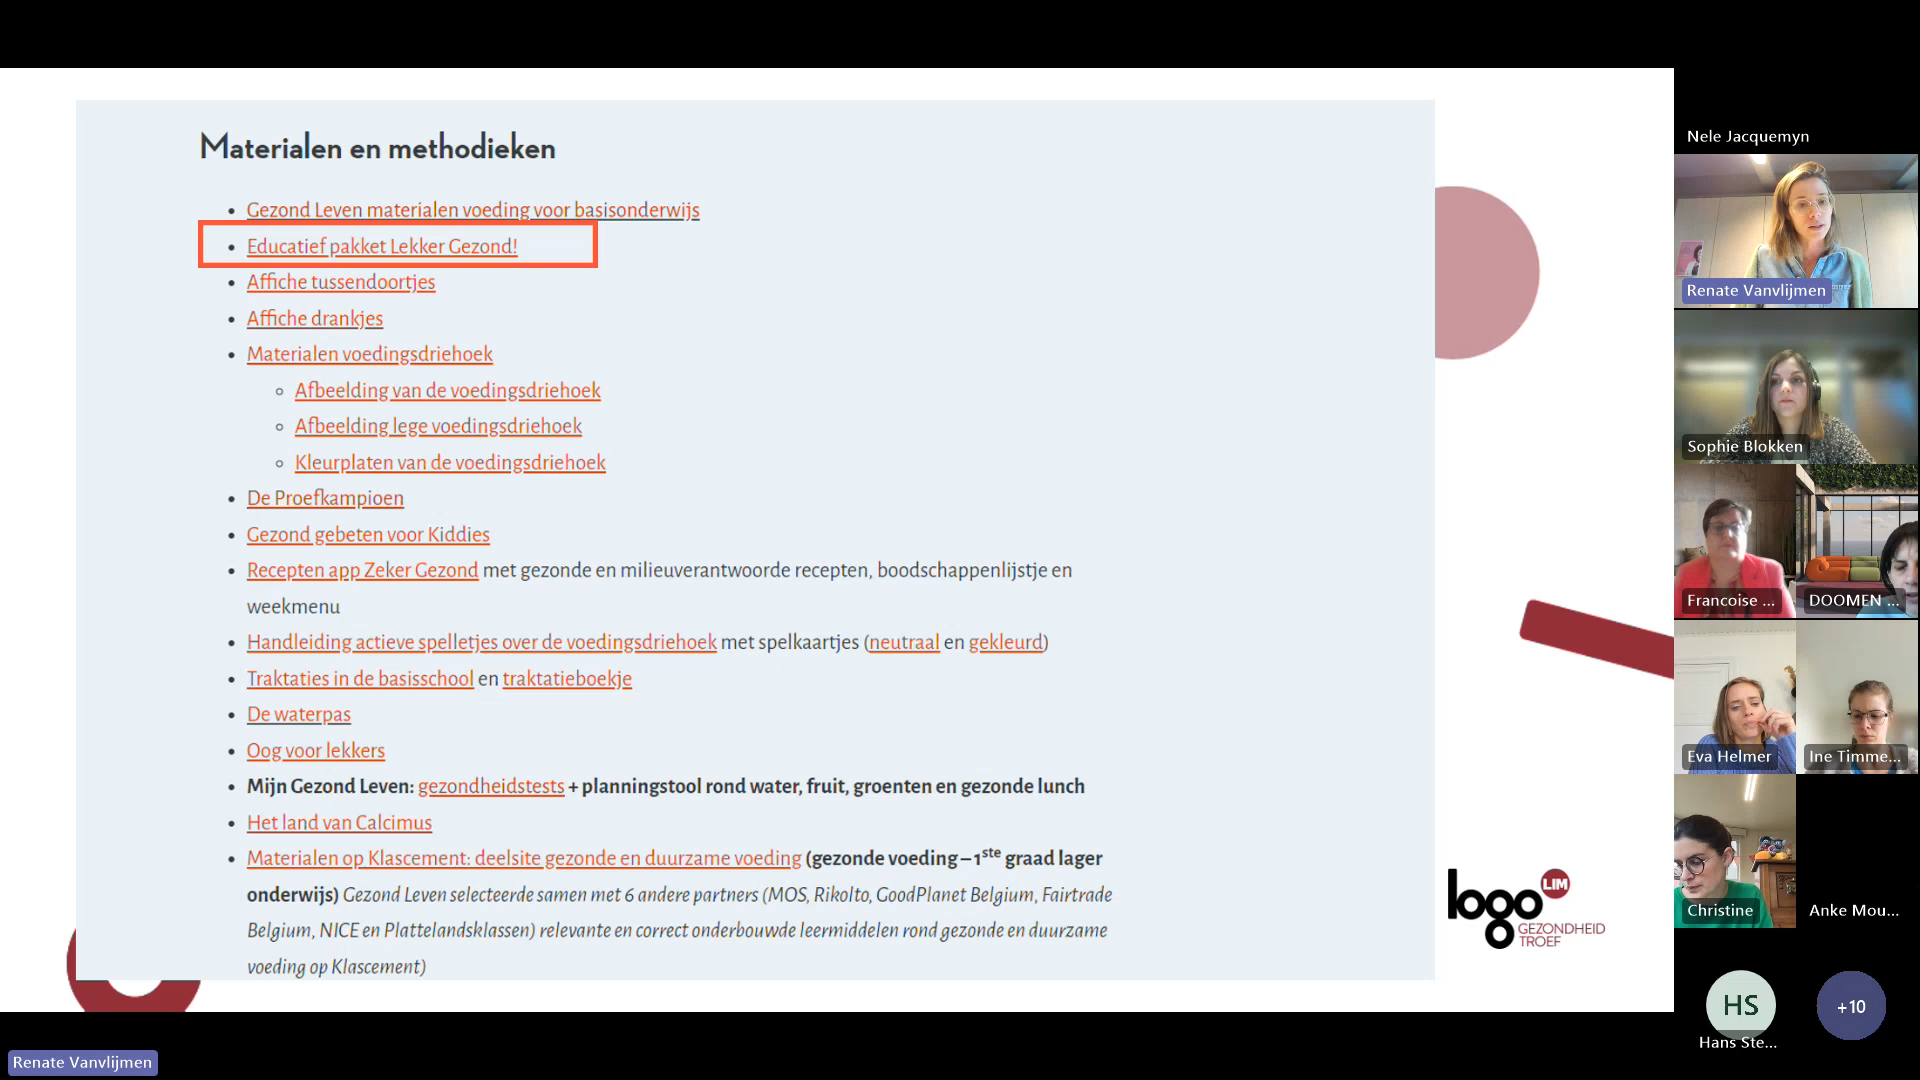 Materialen en methodieken
Gezond Leven materialen voeding voor basisonderwijs
Educatief pakket Lekker Gezond!
Affiche tussendoortjes
Affiche drankjes
Materialen voedingsdriehoek
Afbeelding van de voedingsdriehoek
Afbeelding lege voedingsdriehoek
Kleurplaten van de voedingsdriehoek
De Proefkampioen
Gezond gebeten voor Kiddies
Recepten app Zeker Gezond met gezonde en milieuverantwoorde recepten, boodschappenlijstje en
weekmenu
Handleiding actieve spelletjes over de voedingsdriehoek met spelkaartjes (neutraal en gekleurd)
Traktaties in de basisschool en traktatieboekje
De waterpas
Oog voor lekkers
Mijn Gezond Leven: gezondheidstests + planningstool rond water, fruit, groenten en gezonde lunch
Het land van Calcimus
Materialen op Klascement: deelsite gezonde en duurzame voeding (gezonde voeding – 1ste graad lager
onderwijs) Gezond Leven selecteerde samen met 6 andere partners (MOS, Rikolto, GoodPlanet Belgium, Fairtrade
Belgium, NICE en Plattelandsklassen) relevante en correct onderbouwde leermiddelen rond gezonde en duurzame
voeding op Klascement)
logo LIM
GEZONDHEID
TROEF
Nele Jacquemyn
Renate Vanvlijmen
Sophie Blokken
Francoise ...
DOOMEN ...
Eva Helmer
Ine Timme...
Christine
Anke Mou...
HS
+10
Hans Ste...
Renate Vanvlijmen